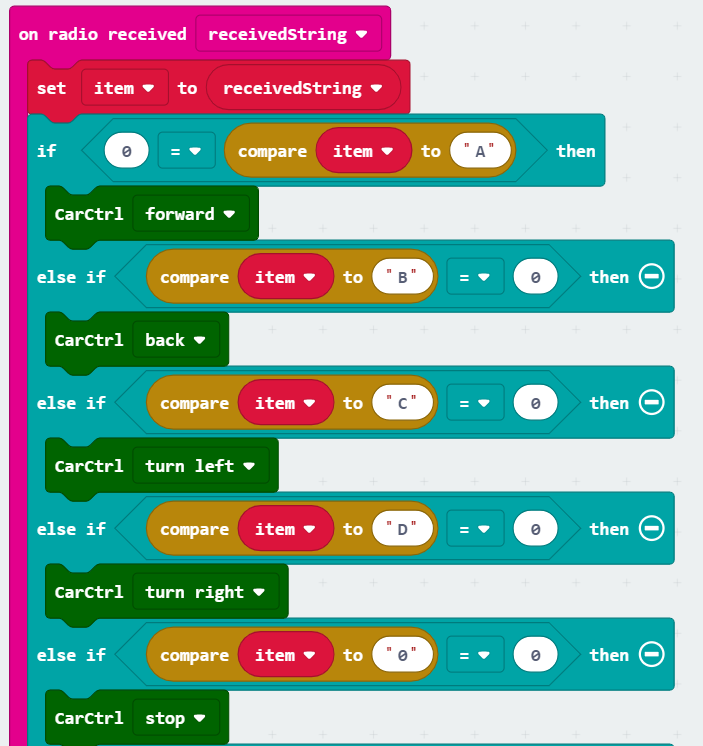 on radio received receivedString
set item to receivedString
if 0 = compare item to "A" then
CarCtrl forward
else if compare item to "B" = 0 then
CarCtrl back
else if compare item to "C" = 0 then
CarCtrl turn left
else if compare item to "D" = 0 then
CarCtrl turn right
else if compare item to "0" = 0 then
CarCtrl stop